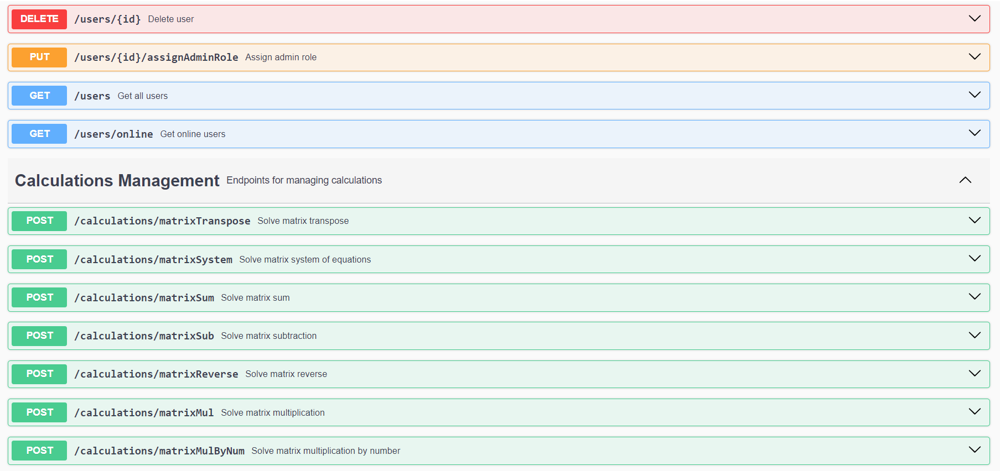 DELETE /users/{id} Delete user
PUT /users/{id}/assignAdminRole Assign admin role
GET /users Get all users
GET /users/online Get online users
Calculations Management Endpoints for managing calculations
POST /calculations/matrixTranspose Solve matrix transpose
POST /calculations/matrixSystem Solve matrix system of equations
POST /calculations/matrixSum Solve matrix sum
POST /calculations/matrixSub Solve matrix subtraction
POST /calculations/matrixReverse Solve matrix reverse
POST /calculations/matrixMul Solve matrix multiplication
POST /calculations/matrixMulByNum Solve matrix multiplication by number